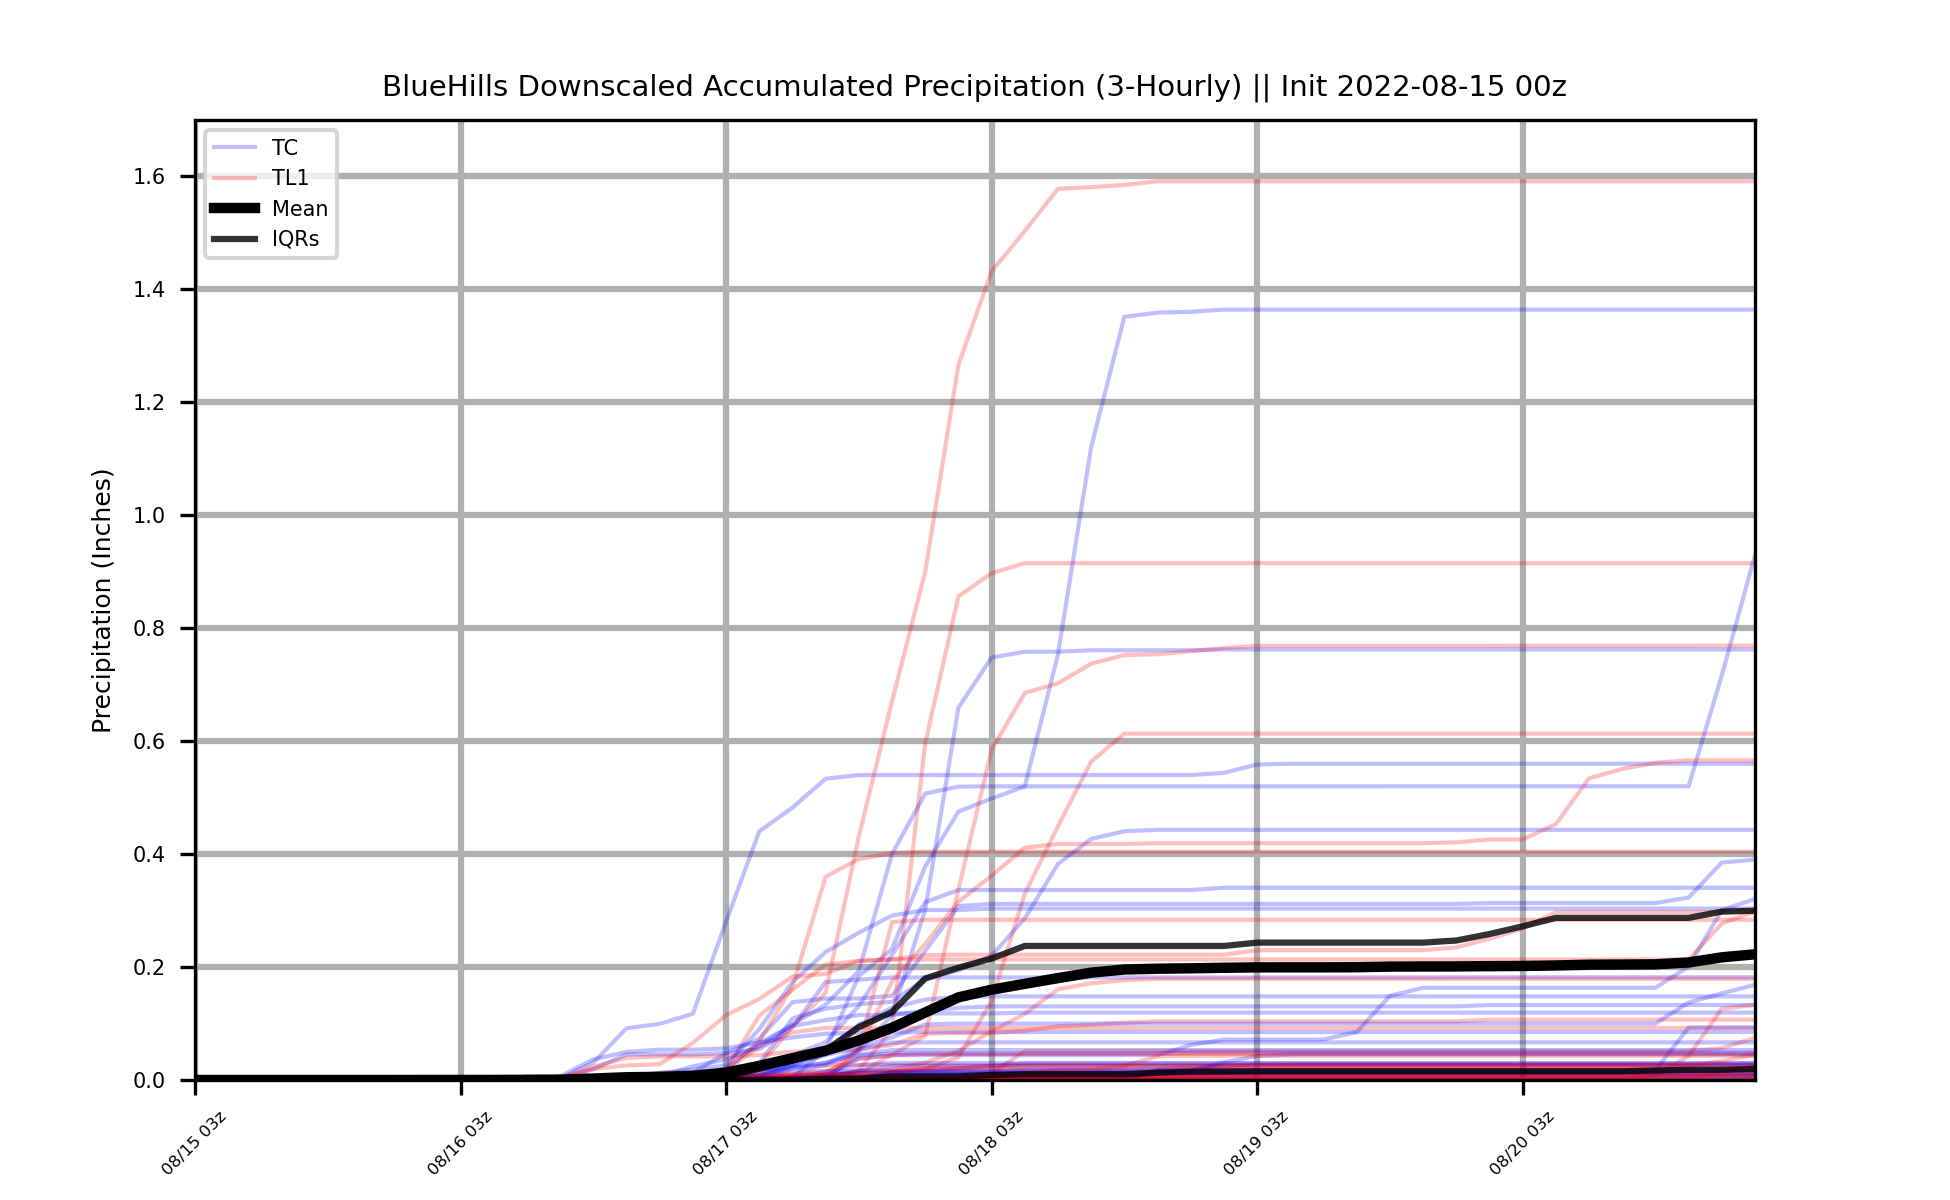 BlueHills Downscaled Accumulated Precipitation (3-Hourly) || Init 2022-08-15 00z
TC
TL1
Mean
IQRs
Precipitation (Inches)
1.6
1.4
1.2
1.0
0.8
0.6
0.4
0.2
0.0
08/15 03z
08/16 03z
08/17 03z
08/18 03z
08/19 03z
08/20 03z